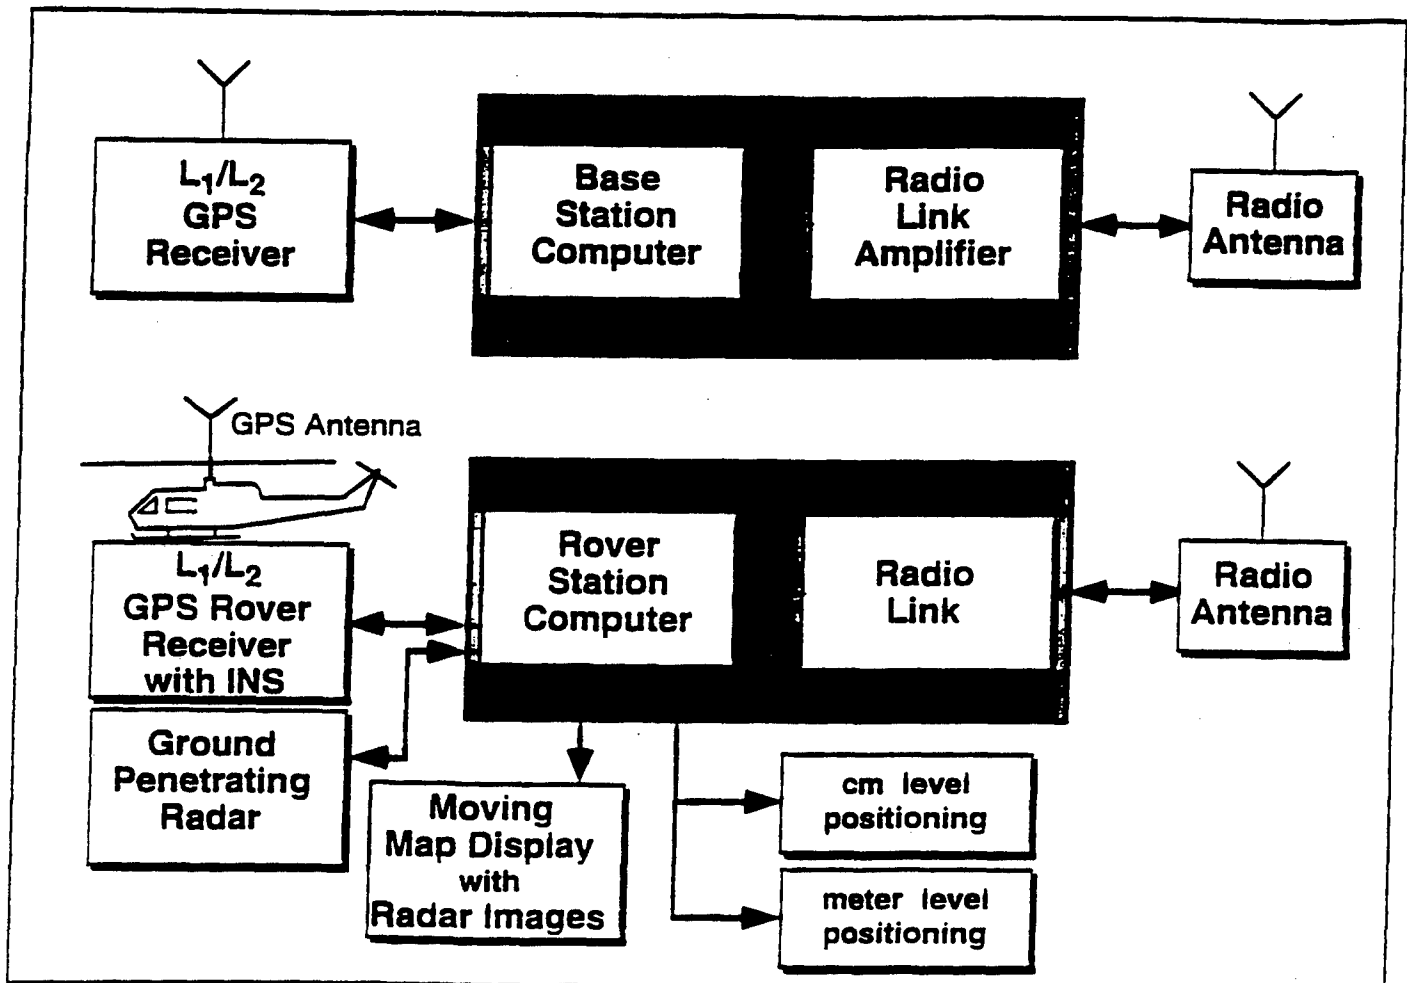 L1/L2
GPS
Receiver
Base
Station
Computer
Radio
Link
Amplifier
Radio
Antenna
GPS Antenna
L1/L2
GPS Rover
Receiver
with INS
Rover
Station
Computer
Radio
Link
Radio
Antenna
Ground
Penetrating
Radar
Moving
Map Display
with
Radar Images
cm level
positioning
meter level
positioning